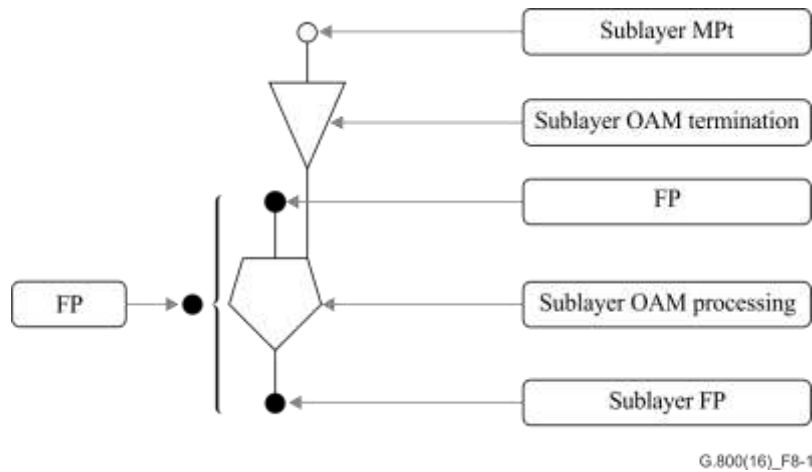 Sublayer MPt
Sublayer OAM termination
FP
FP
Sublayer OAM processing
Sublayer FP
G.800(16)_F8-1